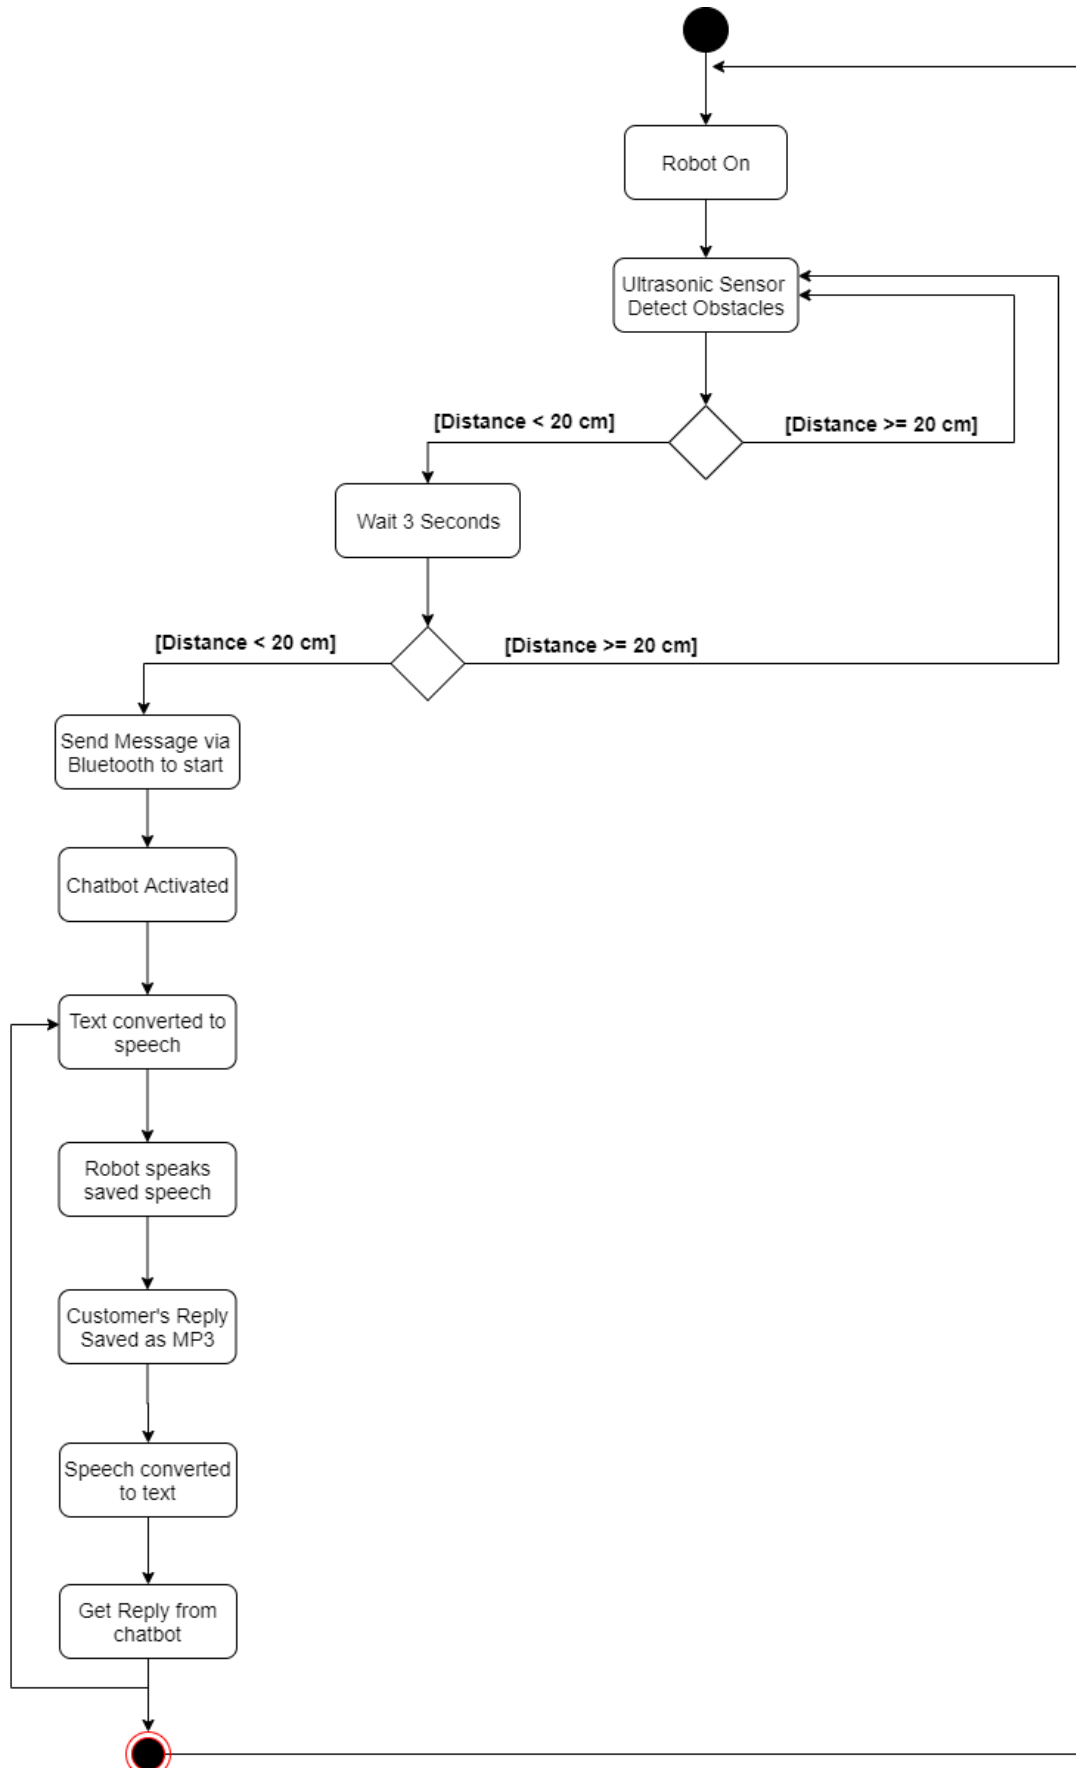 Robot On
Ultrasonic Sensor
Detect Obstacles
[Distance < 20 cm]
[Distance >= 20 cm]
Wait 3 Seconds
[Distance < 20 cm]
[Distance >= 20 cm]
Send Message via
Bluetooth to start
Chatbot Activated
Text converted to
speech
Robot speaks
saved speech
Customer's Reply
Saved as MP3
Speech converted
to text
Get Reply from
chatbot